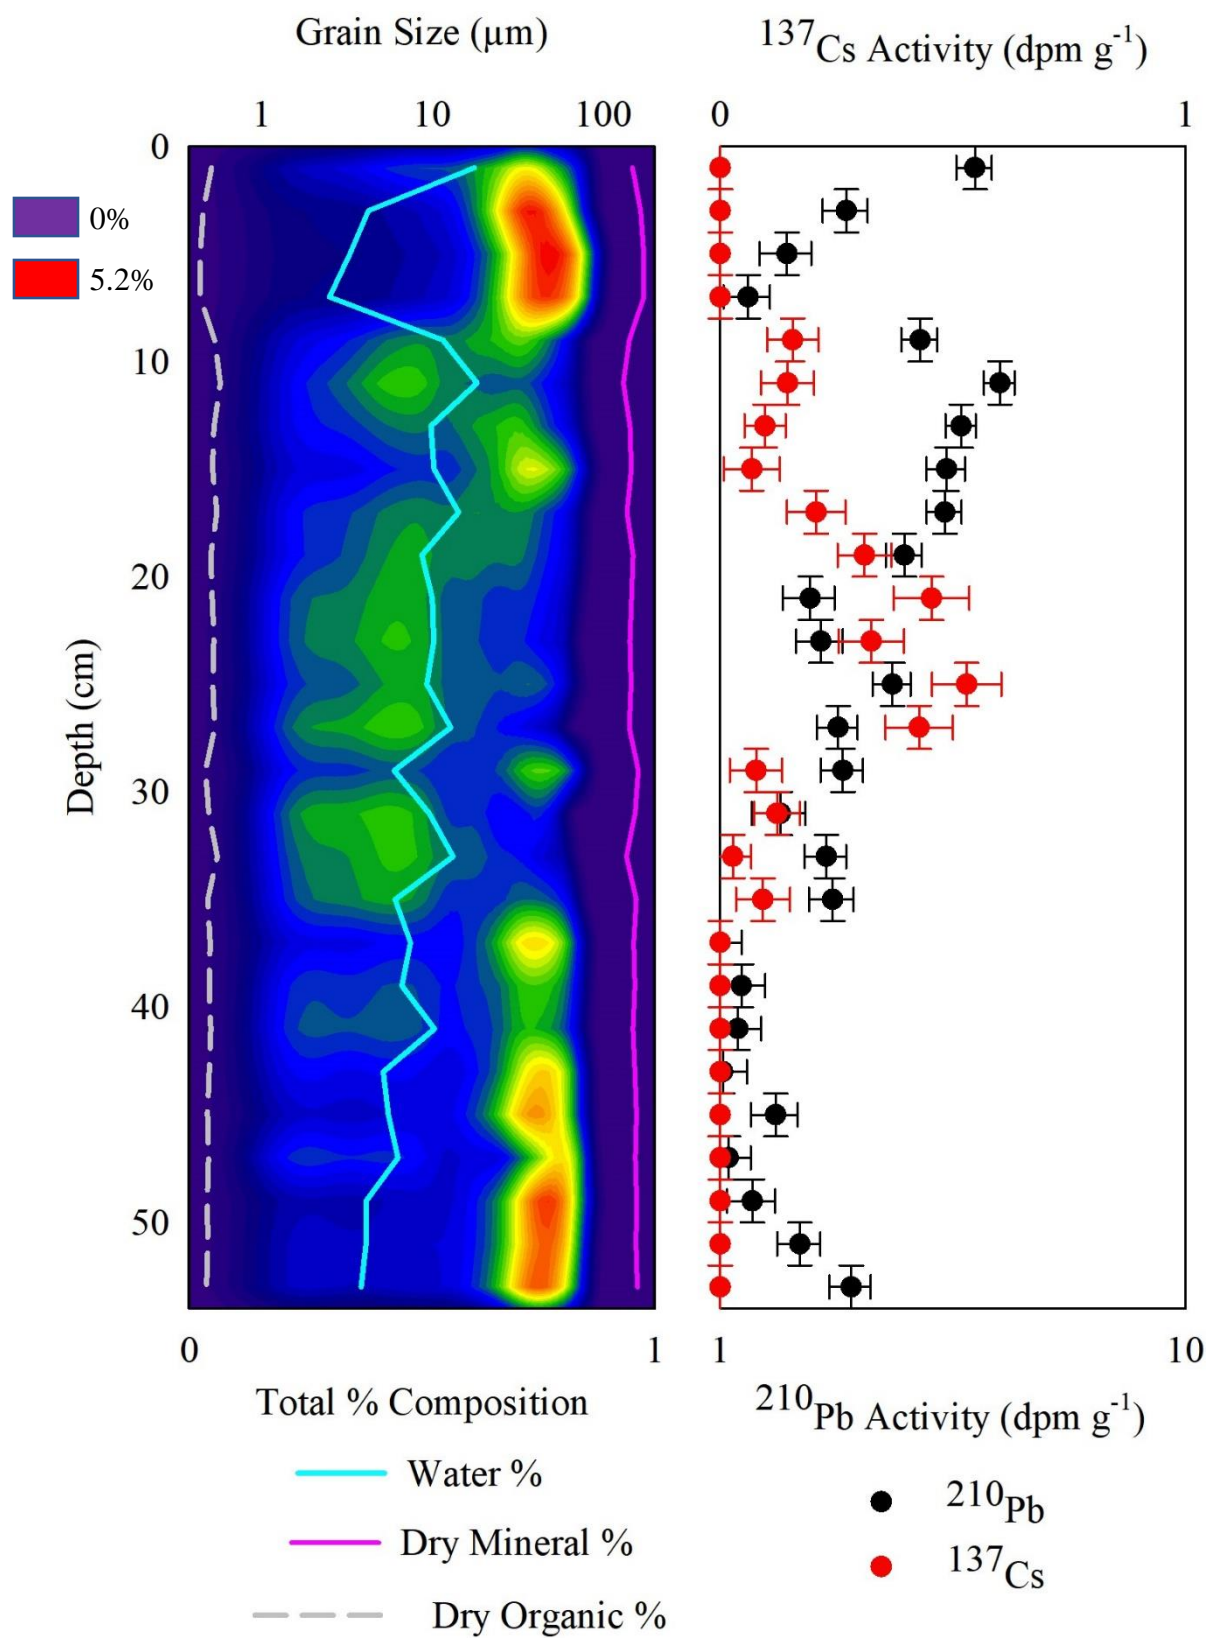 Grain Size (µm)
1 10 100
0%
5.2%
0
10
20
30
40
50
Depth (cm)
0 1
Total % Composition
Water %
Dry Mineral %
Dry Organic %
¹³⁷Cs Activity (dpm g⁻¹)
0 1
1 10
²¹⁰Pb Activity (dpm g⁻¹)
²¹⁰Pb
¹³⁷Cs